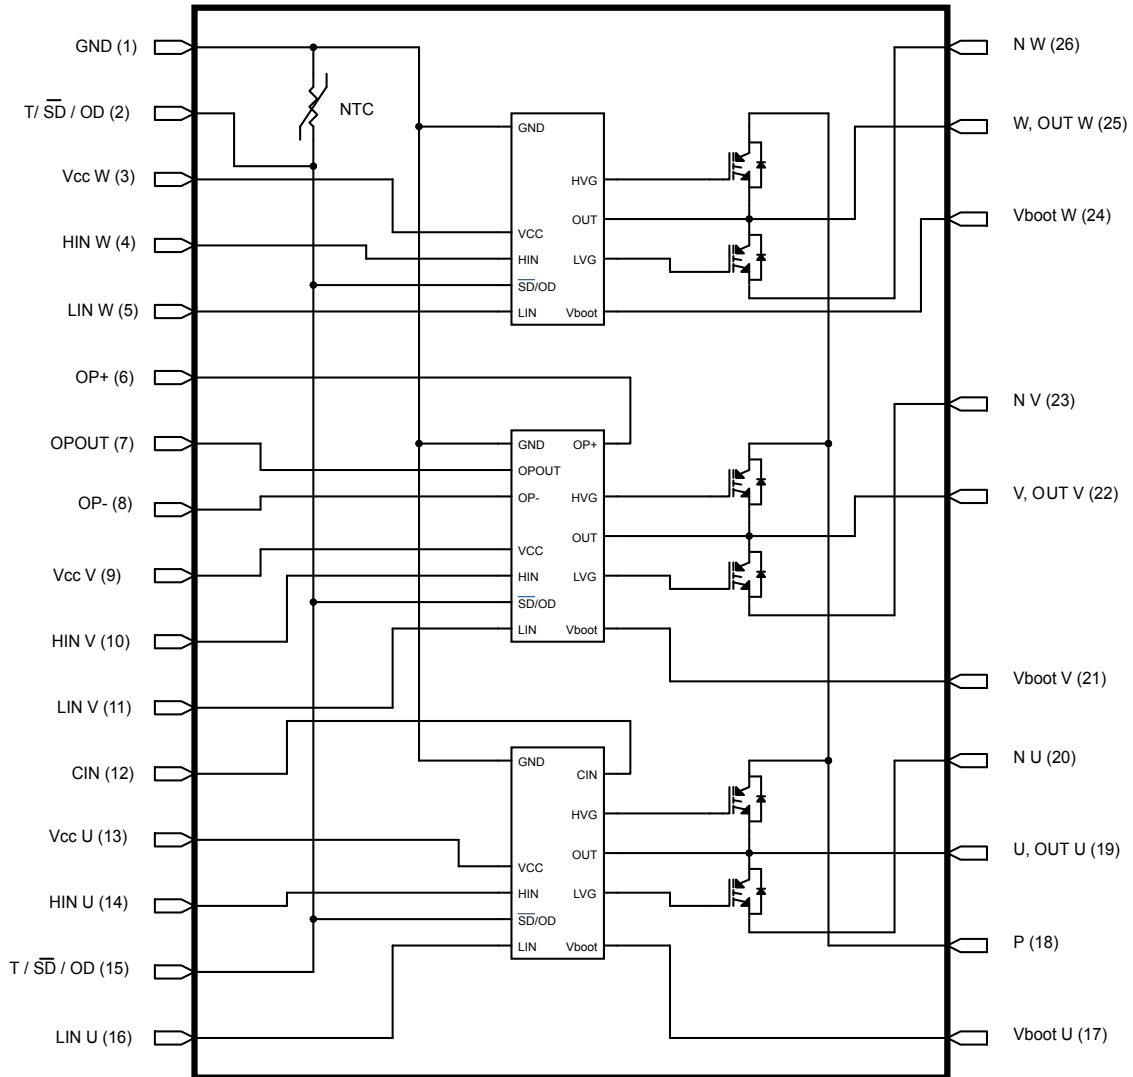 GND (1)
T/ SD / OD (2)
Vcc W (3)
HIN W (4)
LIN W (5)
OP+ (6)
OPOUT (7)
OP- (8)
Vcc V (9)
HIN V (10)
LIN V (11)
CIN (12)
Vcc U (13)
HIN U (14)
T / SD / OD (15)
LIN U (16)
NTC
GND
HVG
OUT
VCC
HIN
LVG
SD/OD
LIN
Vboot
GND
OP+
OPOUT
OP-
HVG
OUT
VCC
HIN
LVG
SD/OD
LIN
Vboot
GND
CIN
HVG
OUT
VCC
HIN
LVG
SD/OD
LIN
Vboot
N W (26)
W, OUT W (25)
Vboot W (24)
N V (23)
V, OUT V (22)
Vboot V (21)
N U (20)
U, OUT U (19)
P (18)
Vboot U (17)